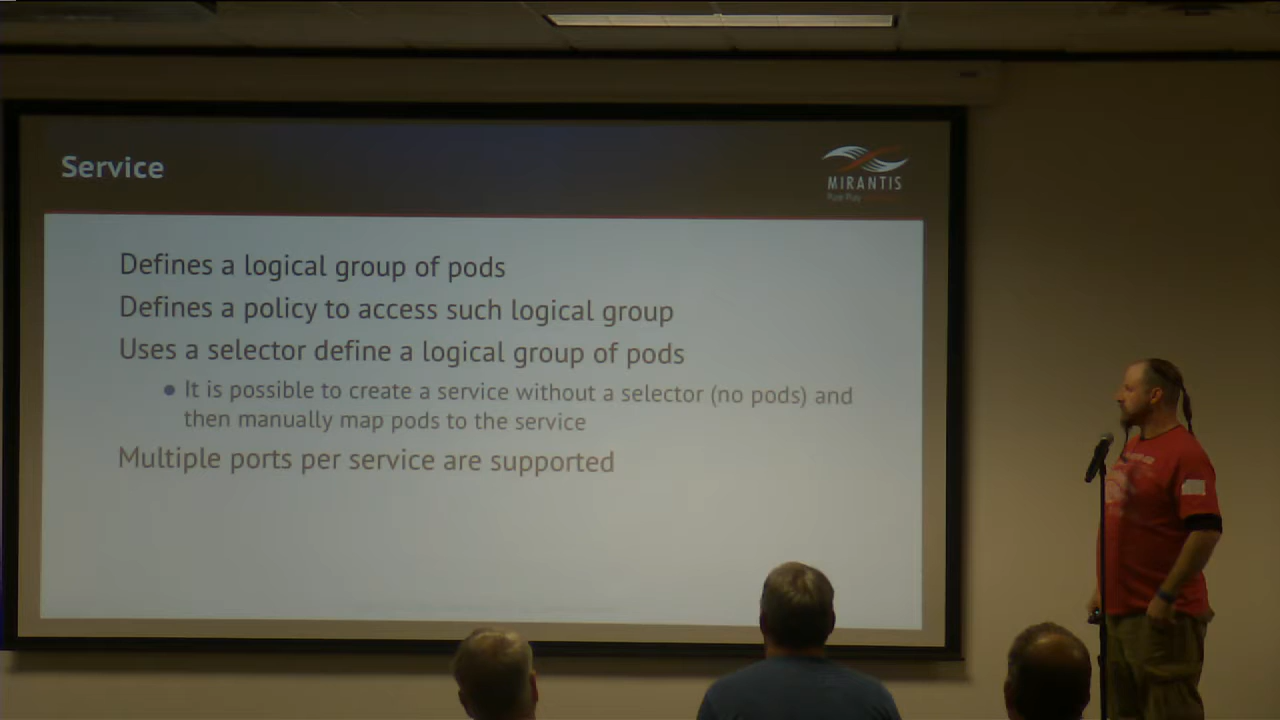 Service
MIRANTIS
Pure Play
Defines a logical group of pods
Defines a policy to access such logical group
Uses a selector define a logical group of pods
It is possible to create a service without a selector (no pods) and
then manually map pods to the service
Multiple ports per service are supported